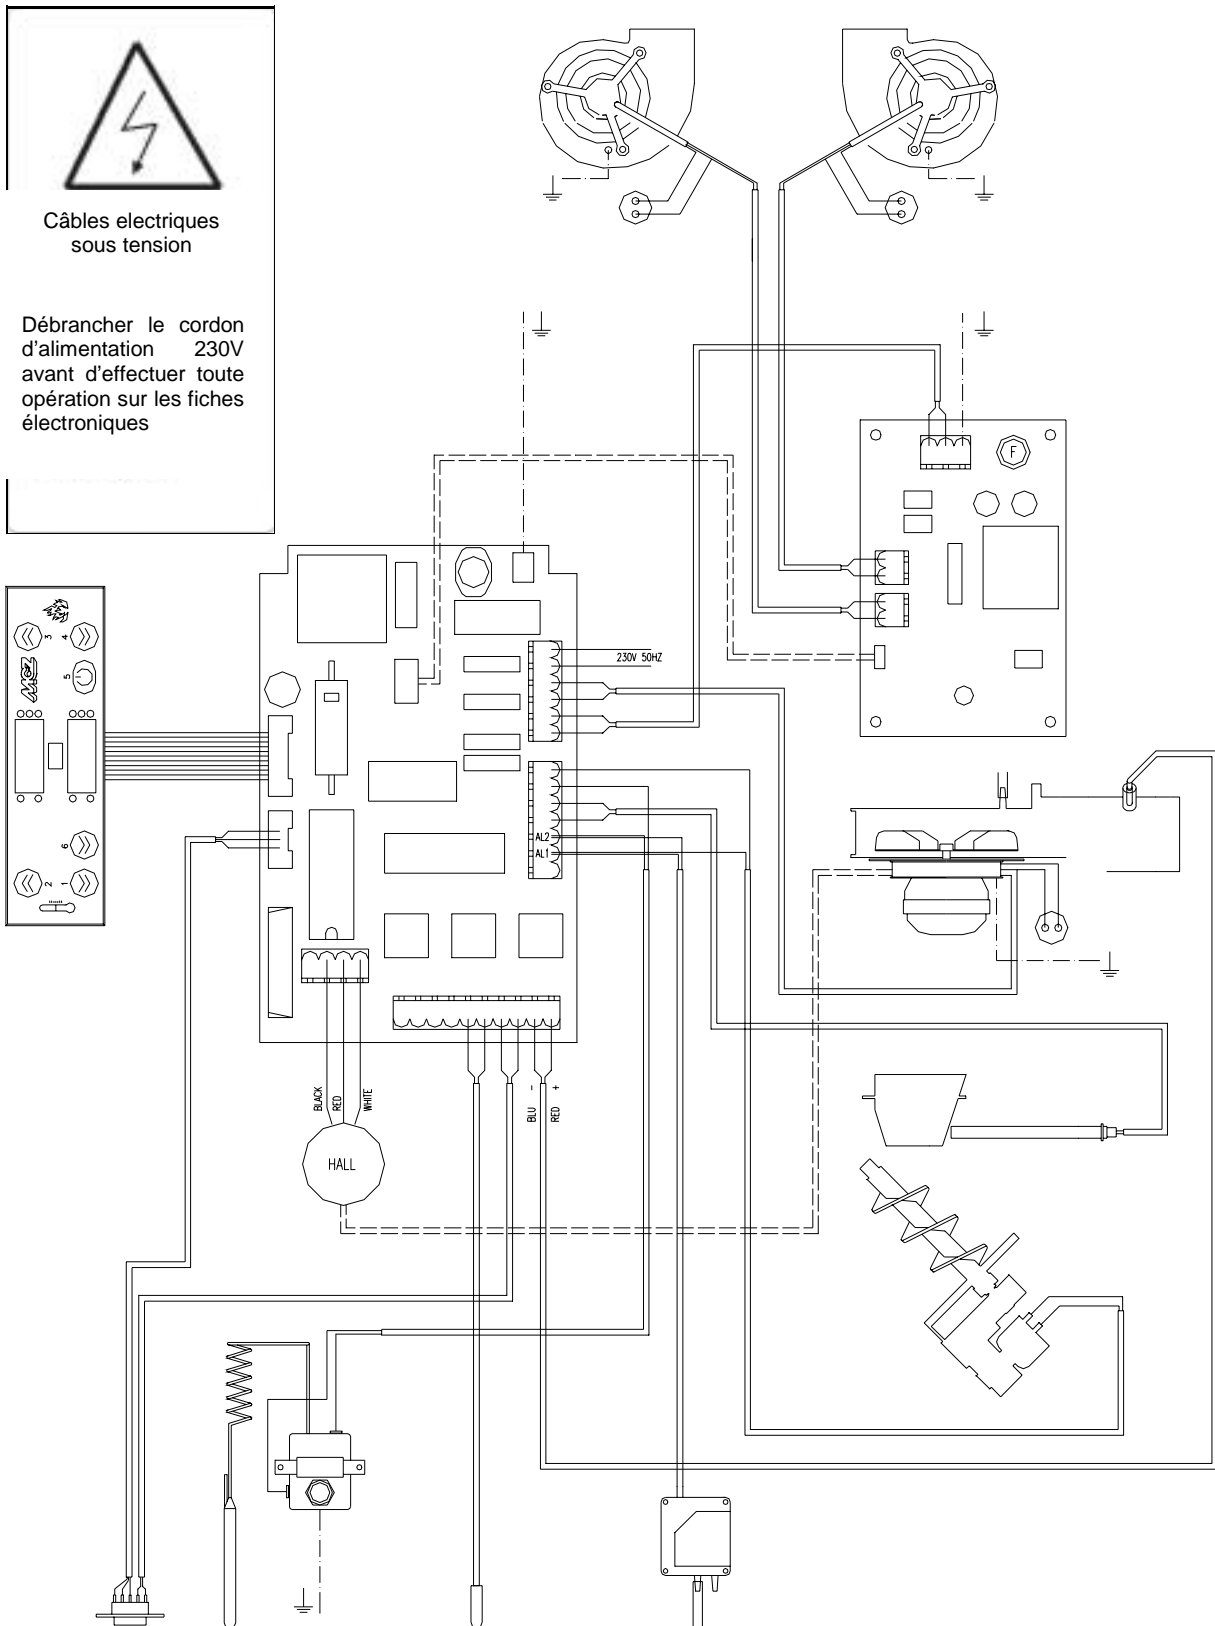 Câbles electriques
sous tension
Débrancher le cordon
d'alimentation 230V
avant d'effectuer toute
opération sur les fiches
électroniques
F
230V 50HZ
3
4
MCZ
5
6
2
1
AL2
AL1
BLACK
RED
WHITE
BLU -
RED +
HALL